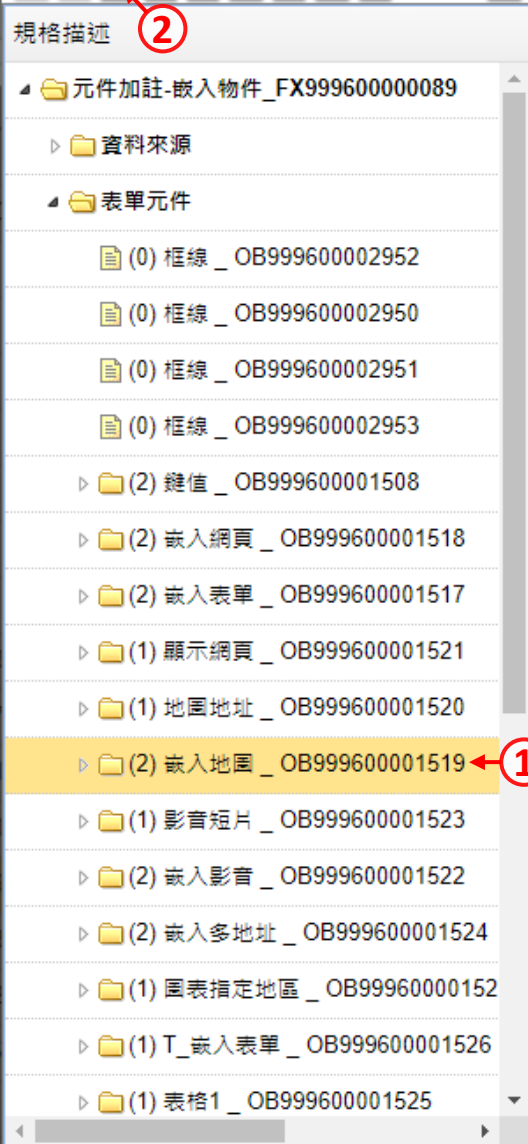 2
規格描述
元件加註-嵌入物件_FX999600000089
資料來源
表單元件
(0) 框線 _ OB999600002952
(0) 框線 _ OB999600002950
(0) 框線 _ OB999600002951
(0) 框線 _ OB999600002953
(2) 鍵值 _ OB999600001508
(2) 嵌入網頁 _ OB999600001518
(2) 嵌入表單 _ OB999600001517
(1) 顯示網頁 _ OB999600001521
(1) 地圖地址 _ OB999600001520
(2) 嵌入地圖 _ OB999600001519 1
(1) 影音短片 _ OB999600001523
(2) 嵌入影音 _ OB999600001522
(2) 嵌入多地址 _ OB999600001524
(1) 圖表指定地區 _ OB99960000152
(1) T_嵌入表單 _ OB999600001526
(1) 表格1 _ OB999600001525